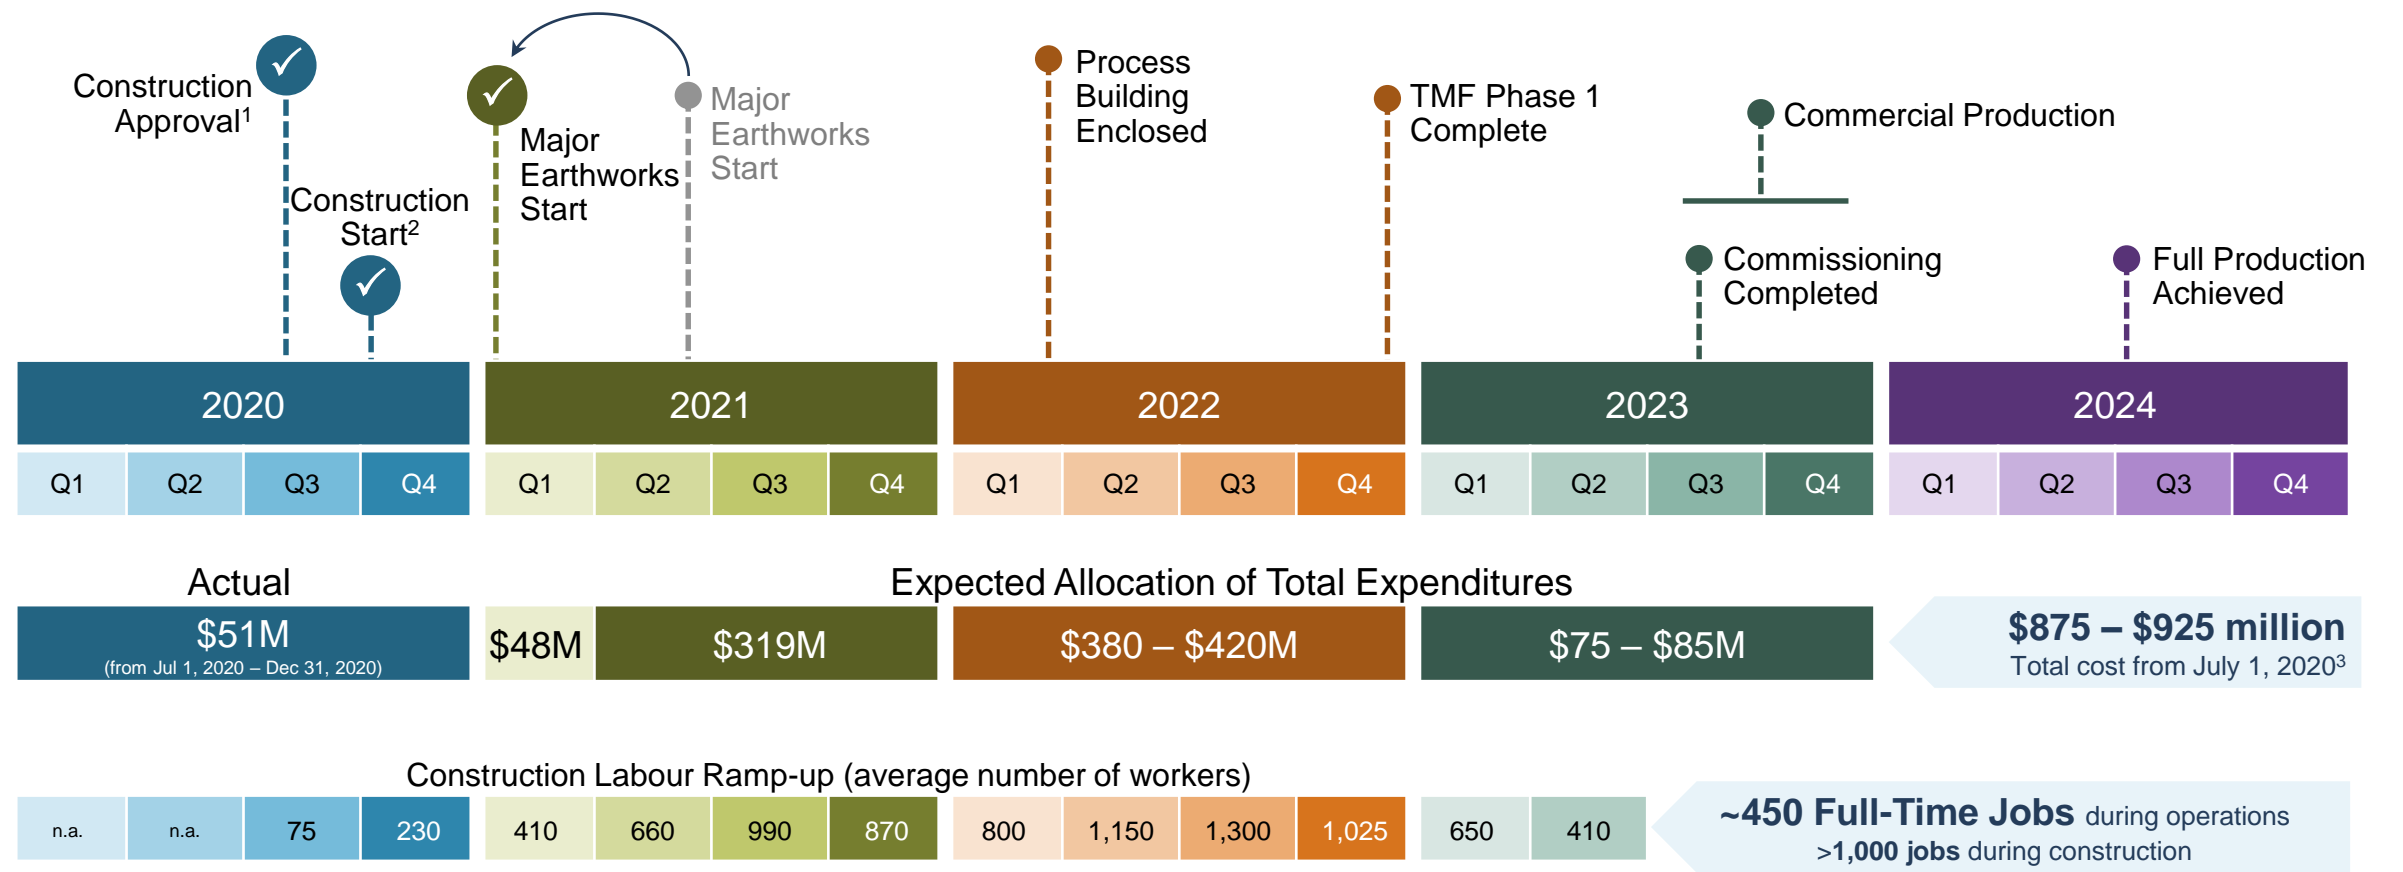 Construction
Approval1
Construction
Start2
Major
Earthworks
Start
Major
Earthworks
Start
Process
Building
Enclosed
TMF Phase 1
Complete
Commercial Production
Commissioning
Completed
Full Production
Achieved
2020 2021 2022 2023 2024
Q1 Q2 Q3 Q4 Q1 Q2 Q3 Q4 Q1 Q2 Q3 Q4 Q1 Q2 Q3 Q4 Q1 Q2 Q3 Q4
Actual
Expected Allocation of Total Expenditures
$51M
(from Jul 1, 2020 – Dec 31, 2020)
$48M $319M $380 – $420M $75 – $85M
$875 – $925 million
Total cost from July 1, 20203
Construction Labour Ramp-up (average number of workers)
n.a. n.a. 75 230 410 660 990 870 800 1,150 1,300 1,025 650 410
~450 Full-Time Jobs during operations
>1,000 jobs during construction